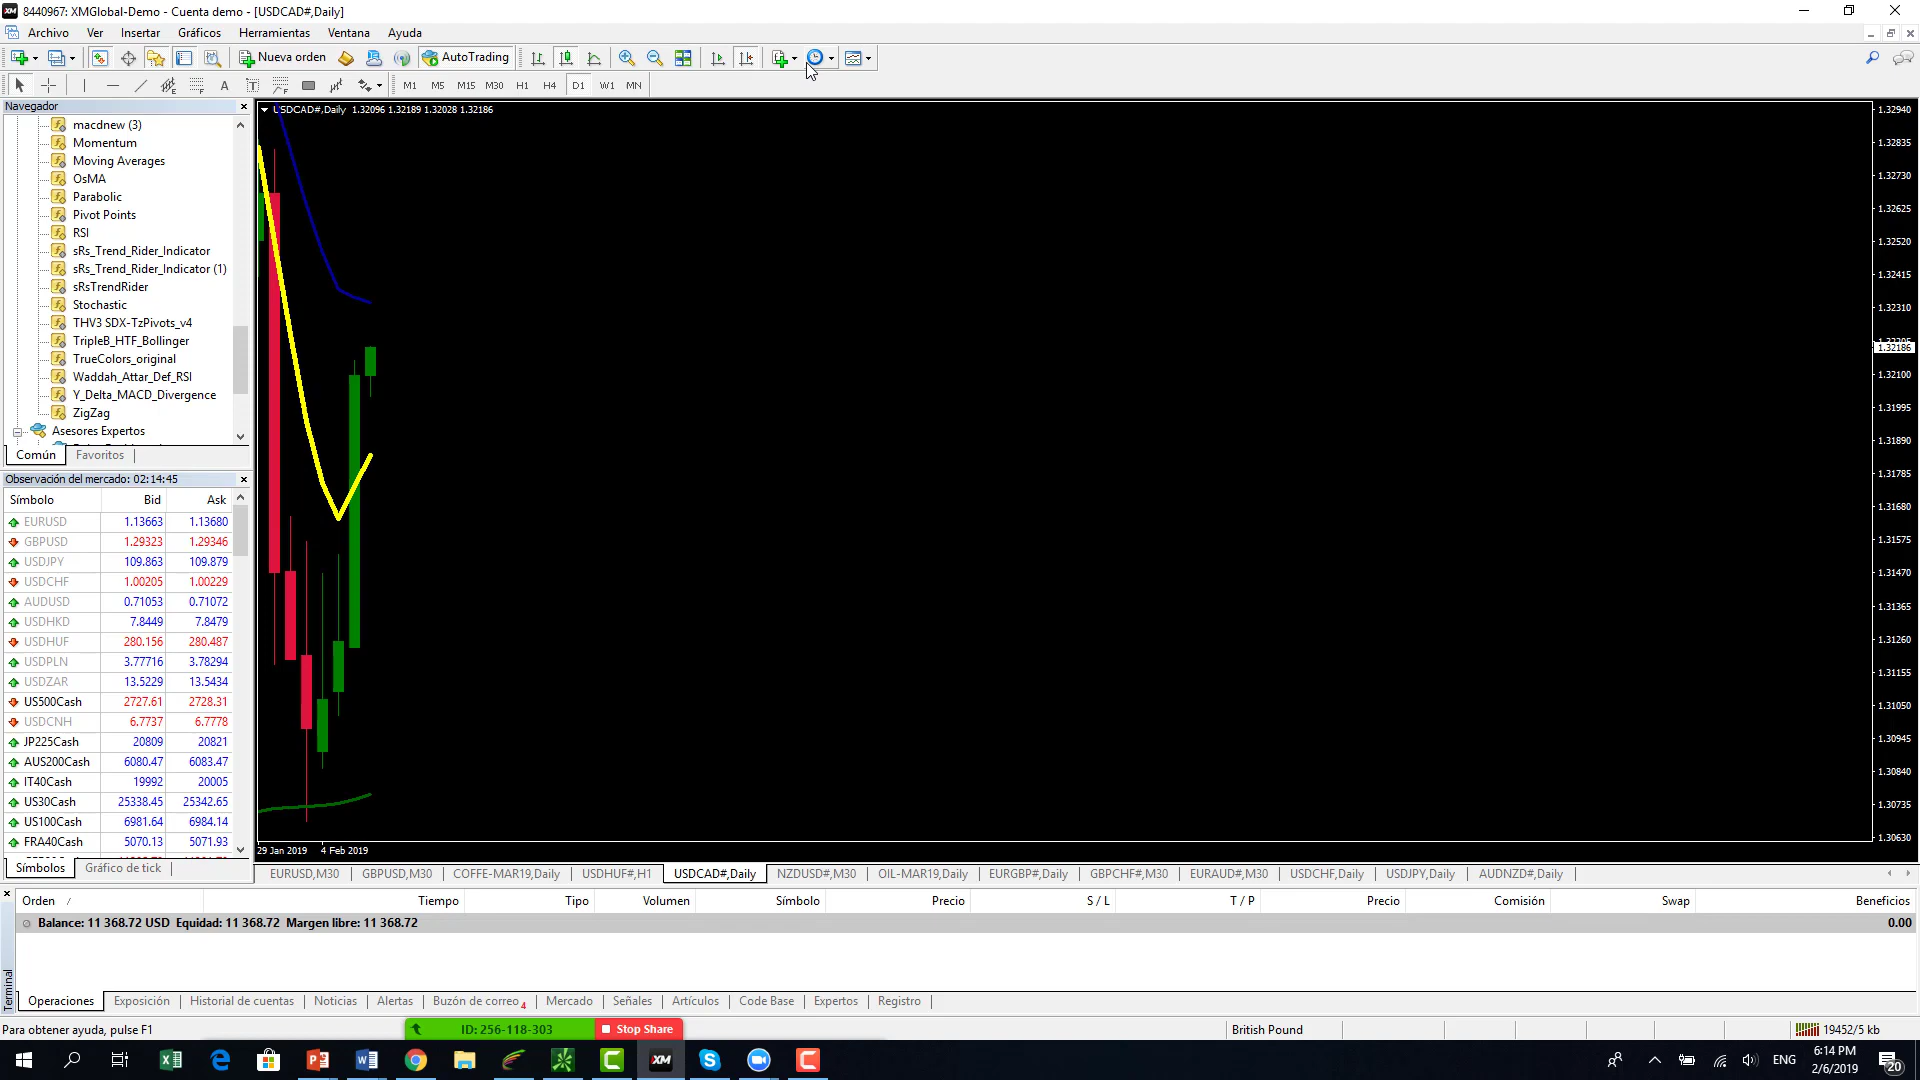 8440967: XMGlobal-Demo - Cuenta demo - [USDCAD#,Daily]
Archivo Ver Insertar Gráficos Herramientas Ventana Ayuda
Nueva orden AutoTrading
A T M1 M5 M15 M30 H1 H4 D1 W1 MN
Navegador
macdnew (3)
Momentum
Moving Averages
OsMA
Parabolic
Pivot Points
RSI
sRs_Trend_Rider_Indicator
sRs_Trend_Rider_Indicator (1)
sRsTrendRider
Stochastic
THV3 SDX-TzPivots_v4
TripleB_HTF_Bollinger
TrueColors_original
Waddah_Attar_Def_RSI
Y_Delta_MACD_Divergence
ZigZag
Asesores Expertos
Común Favoritos
Observación del mercado: 02:14:45
Símbolo Bid Ask
EURUSD 1.13663 1.13680
GBPUSD 1.29323 1.29346
USDJPY 109.863 109.879
USDCHF 1.00205 1.00229
AUDUSD 0.71053 0.71072
USDHKD 7.8449 7.8479
USDHUF 280.156 280.487
USDPLN 3.77716 3.78294
USDZAR 13.5229 13.5434
US500Cash 2727.61 2728.31
USDCNH 6.7737 6.7778
JP225Cash 20809 20821
AUS200Cash 6080.47 6083.47
IT40Cash 19992 20005
US30Cash 25338.45 25342.65
US100Cash 6981.64 6984.14
FRA40Cash 5070.13 5071.93
Símbolos Gráfico de tick
USDCAD#,Daily 1.32096 1.32189 1.32028 1.32186
1.32940
1.32835
1.32730
1.32625
1.32520
1.32415
1.32310
1.32186
1.32100
1.31995
1.31890
1.31785
1.31680
1.31575
1.31470
1.31365
1.31260
1.31155
1.31050
1.30945
1.30840
1.30735
1.30630
29 Jan 2019 4 Feb 2019
EURUSD,M30 GBPUSD,M30 COFFE-MAR19,Daily USDHUF#,H1 USDCAD#,Daily NZDUSD#,M30 OIL-MAR19,Daily EURGBP#,Daily GBPCHF#,M30 EURAUD#,M30 USDCHF,Daily USDJPY,Daily AUDNZD#,Daily
Orden / Tiempo Tipo Volumen Símbolo Precio S / L T / P Precio Comisión Swap Beneficios
Balance: 11 368.72 USD Equidad: 11 368.72 Margen libre: 11 368.72 0.00
Terminal
Operaciones Exposición Historial de cuentas Noticias Alertas Buzón de correo 4 Mercado Señales Artículos Code Base Expertos Registro
Para obtener ayuda, pulse F1 ID: 256-118-303 Stop Share British Pound 19452/5 kb
XM ENG 6:14 PM
2/6/2019
20